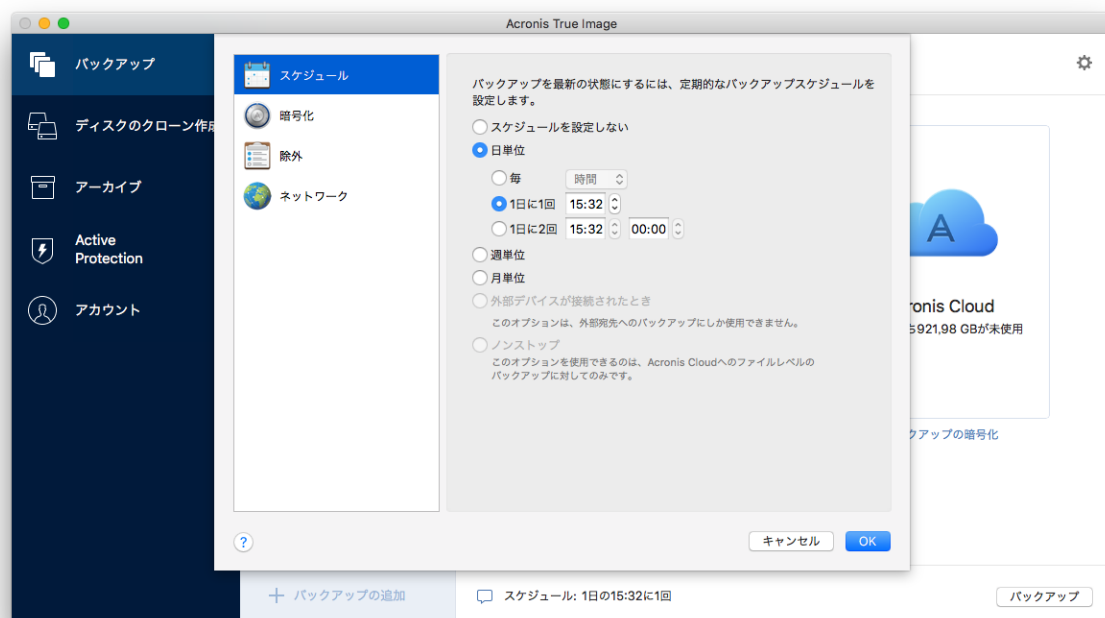 Acronis True Image
バックアップ
ディスクのクローン作成
アーカイブ
Active
Protection
アカウント
スケジュール
暗号化
除外
ネットワーク
バックアップを最新の状態にするには、定期的なバックアップスケジュールを
設定します。
スケジュールを設定しない
日単位
毎 時間
1日に1回 15:32
1日に2回 15:32 00:00
週単位
月単位
外部デバイスが接続されたとき
このオプションは、外部宛先へのバックアップにしか使用できません。
ノンストップ
このオプションを使用できるのは、Acronis Cloudへのファイルレベルの
バックアップに対してのみです。
? キャンセル OK
ronis Cloud
921,98 GBが未使用
クアップの暗号化
バックアップの追加
スケジュール: 1日の15:32に1回
バックアップ